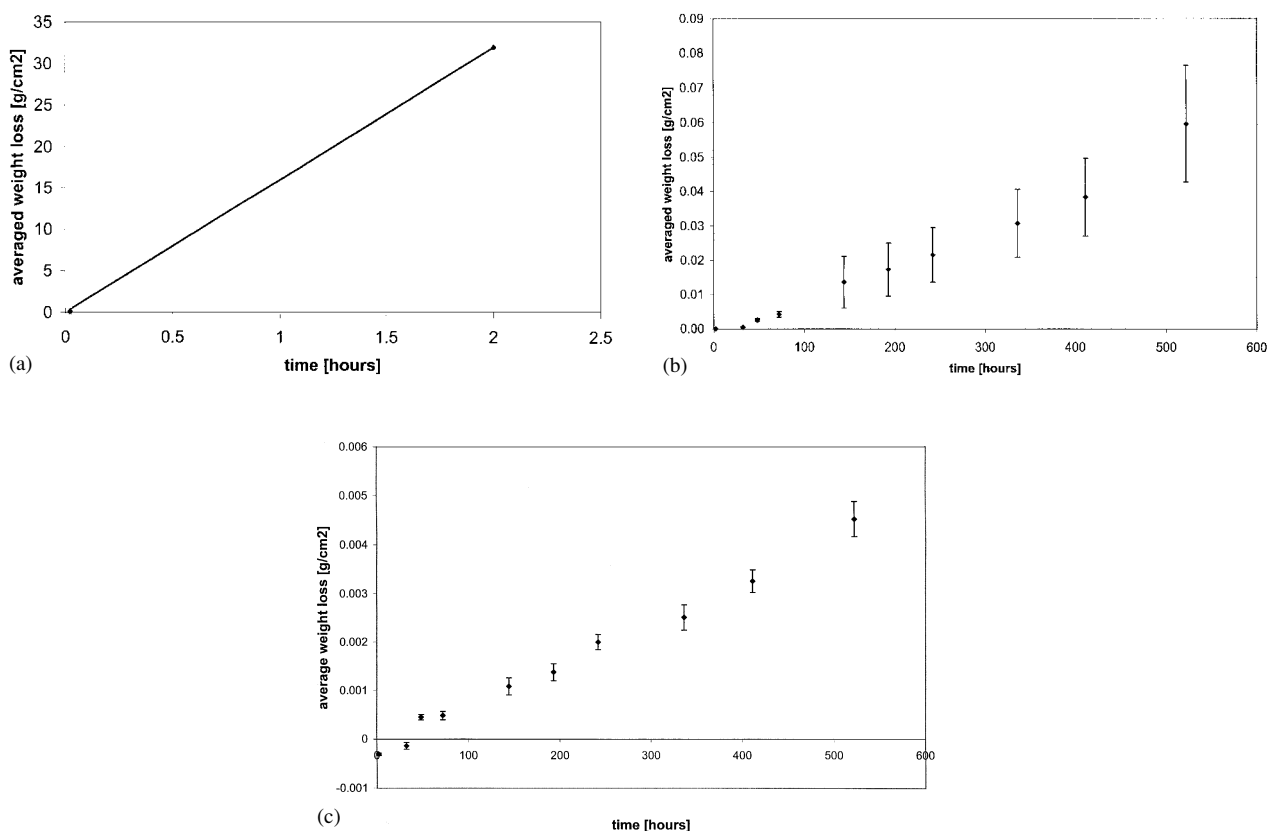 35
30
25
20
15
10
5
0
averaged weight loss [g/cm2]
0 0.5 1 1.5 2 2.5
time [hours]
(a)
0.09
0.08
0.07
0.06
0.05
0.04
0.03
0.02
0.01
0.00
averaged weight loss [g/cm2]
0 100 200 300 400 500 600
time [hours]
(b)
0.006
0.005
0.004
0.003
0.002
0.001
0
-0.001
average weight loss [g/cm2]
0 100 200 300 400 500 600
time [hours]
(c)